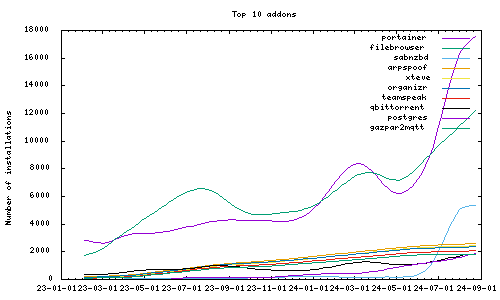 Top 10 addons
Number of installations
18000
16000
14000
12000
10000
8000
6000
4000
2000
0
portainer
filebrowser
sabnzbd
arpspoof
xteve
organizr
teamspeak
qbittorrent
postgres
gazpar2mqtt
23-01-01
23-03-01
23-05-01
23-07-01
23-09-01
23-11-01
24-01-01
24-03-01
24-05-01
24-07-01
24-09-01